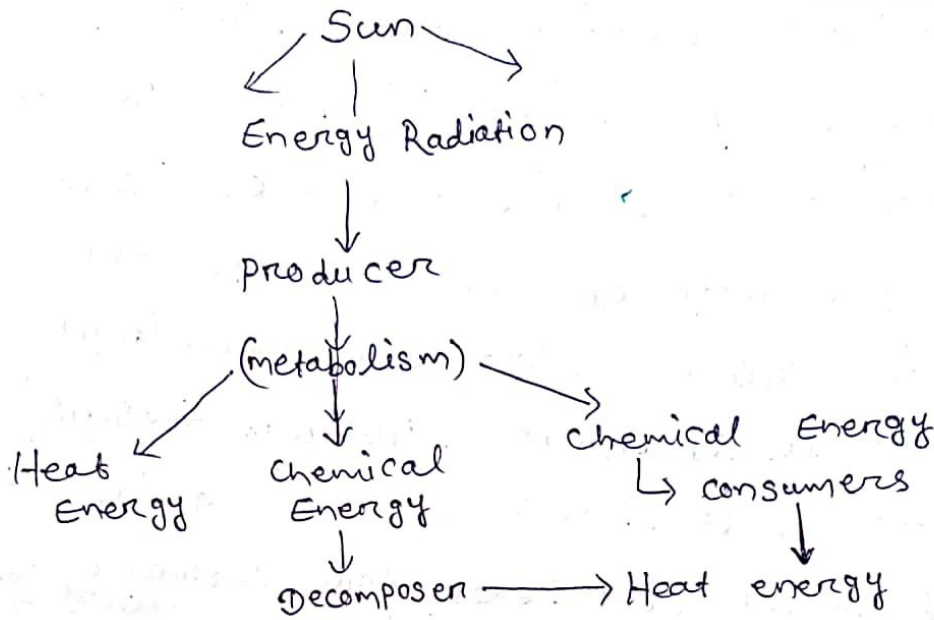 Sun
Energy Radiation
Producer
(metabolism)
Heat
Energy
Chemical
Energy
Chemical Energy
consumers
Decomposer
Heat energy